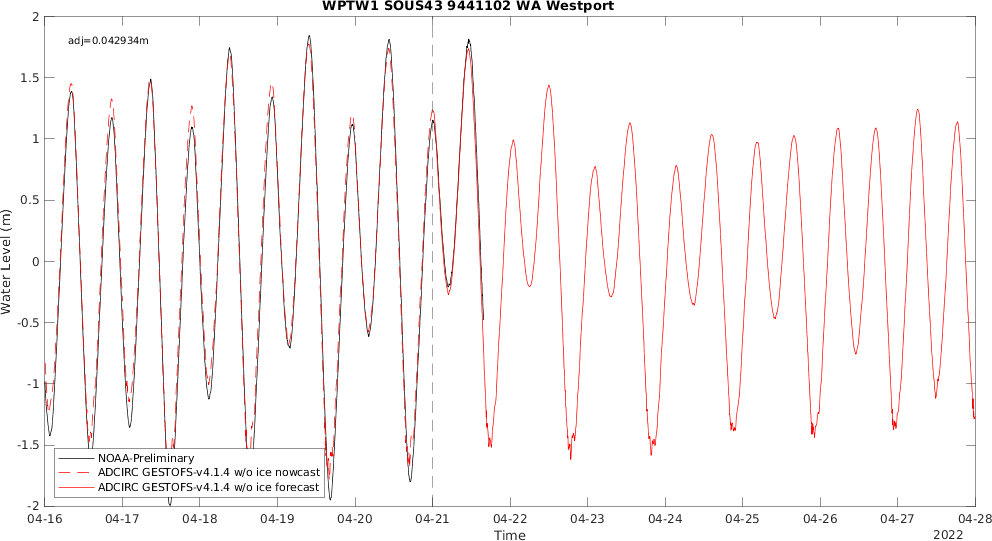 WPTW1 SOUS43 9441102 WA Westport
adj=0.042934m
2
1.5
1
0.5
0
-0.5
-1
-1.5
-2
Water Level (m)
NOAA-Preliminary
ADCIRC GESTOFS-v4.1.4 w/o ice nowcast
ADCIRC GESTOFS-v4.1.4 w/o ice forecast
04-16 04-17 04-18 04-19 04-20 04-21 04-22 04-23 04-24 04-25 04-26 04-27 04-28
Time
2022